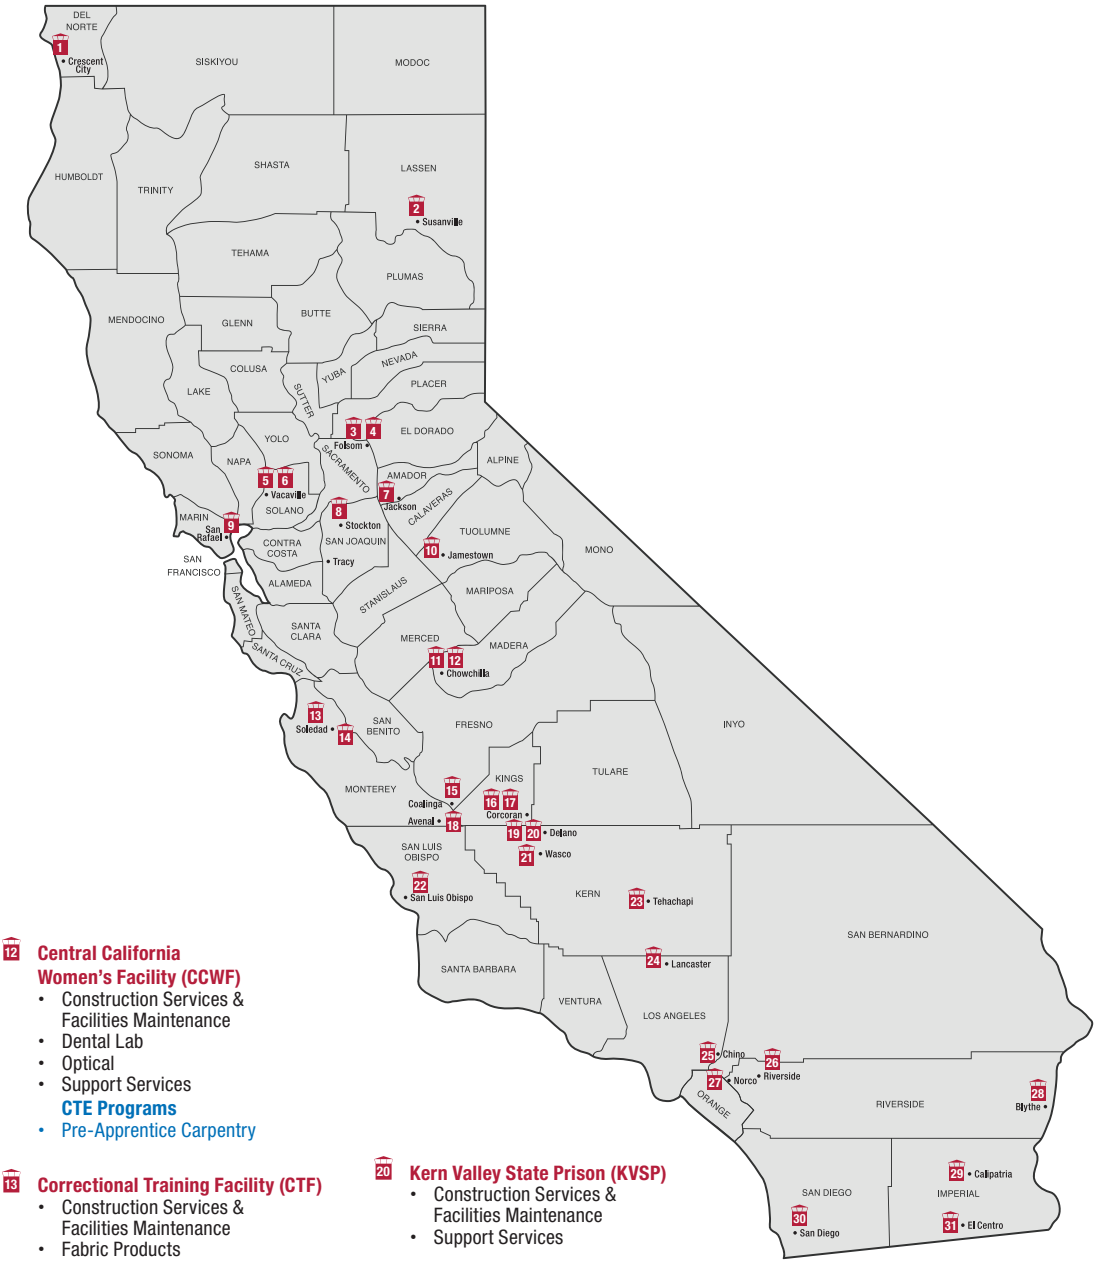 DEL
NORTE
1
Crescent
City
SISKIYOU
MODOC
HUMBOLDT
TRINITY
SHASTA
LASSEN
2
Susanville
TEHAMA
PLUMAS
MENDOCINO
GLENN
BUTTE
SIERRA
NEVADA
YUBA
COLUSA
LAKE
SUTTER
PLACER
3 4
Folsom
EL DORADO
YOLO
SONOMA
NAPA
SACRAMENTO
ALPINE
AMADOR
5 6
Vacaville
7
Jackson
CALAVERAS
SOLANO
8
Stockton
MARIN
9
San
Rafael
TUOLUMNE
CONTRA
COSTA
SAN JOAQUIN
10
Jamestown
MONO
Tracy
SAN
FRANCISCO
ALAMEDA
STANISLAUS
MARIPOSA
SAN MATEO
SANTA
CLARA
MERCED
MADERA
SANTA CRUZ
11 12
Chowchilla
13
Soledad
14
SAN
BENITO
FRESNO
INYO
TULARE
KINGS
MONTEREY
15
Coalinga
16 17
Corcoran
Avenal
18
19 20
Delano
21
Wasco
SAN LUIS
OBISPO
22
San Luis Obispo
KERN
23
Tehachapi
SAN BERNARDINO
SANTA BARBARA
24
Lancaster
VENTURA
LOS ANGELES
25
Chino
26
Riverside
27
Norco
ORANGE
RIVERSIDE
28
Blythe
29
Calipatria
SAN DIEGO
IMPERIAL
30
San Diego
31
El Centro
12 Central California
Women’s Facility (CCWF)
• Construction Services &
Facilities Maintenance
• Dental Lab
• Optical
• Support Services
CTE Programs
• Pre-Apprentice Carpentry
13 Correctional Training Facility (CTF)
• Construction Services &
Facilities Maintenance
• Fabric Products
20 Kern Valley State Prison (KVSP)
• Construction Services &
Facilities Maintenance
• Support Services